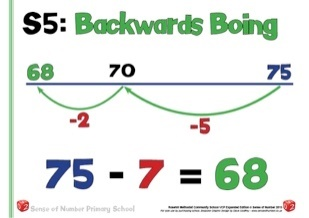 S5: Backwards Boing
68 70 75
-2 -5
75 - 7 = 68
Sense of Number Primary School